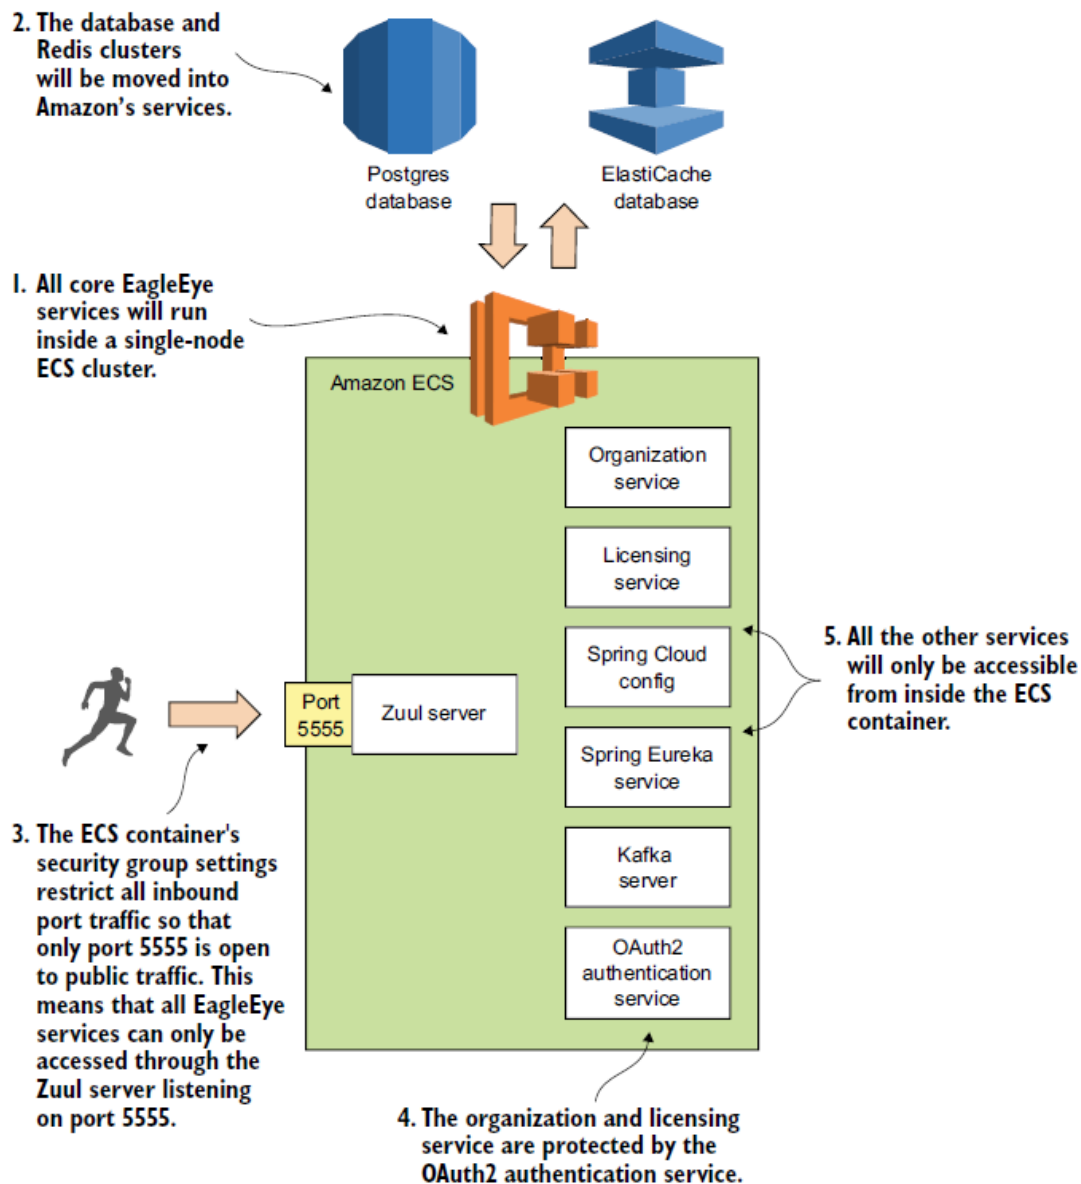 2. The database and
Redis clusters
will be moved into
Amazon's services.
Postgres
database
ElastiCache
database
1. All core EagleEye
services will run
inside a single-node
ECS cluster.
Amazon ECS
Organization
service
Licensing
service
Spring Cloud
config
5. All the other services
will only be accessible
from inside the ECS
container.
Port
5555
Zuul server
Spring Eureka
service
3. The ECS container's
security group settings
restrict all inbound
port traffic so that
only port 5555 is open
to public traffic. This
means that all EagleEye
services can only be
accessed through the
Zuul server listening
on port 5555.
Kafka
server
OAuth2
authentication
service
4. The organization and licensing
service are protected by the
OAuth2 authentication service.